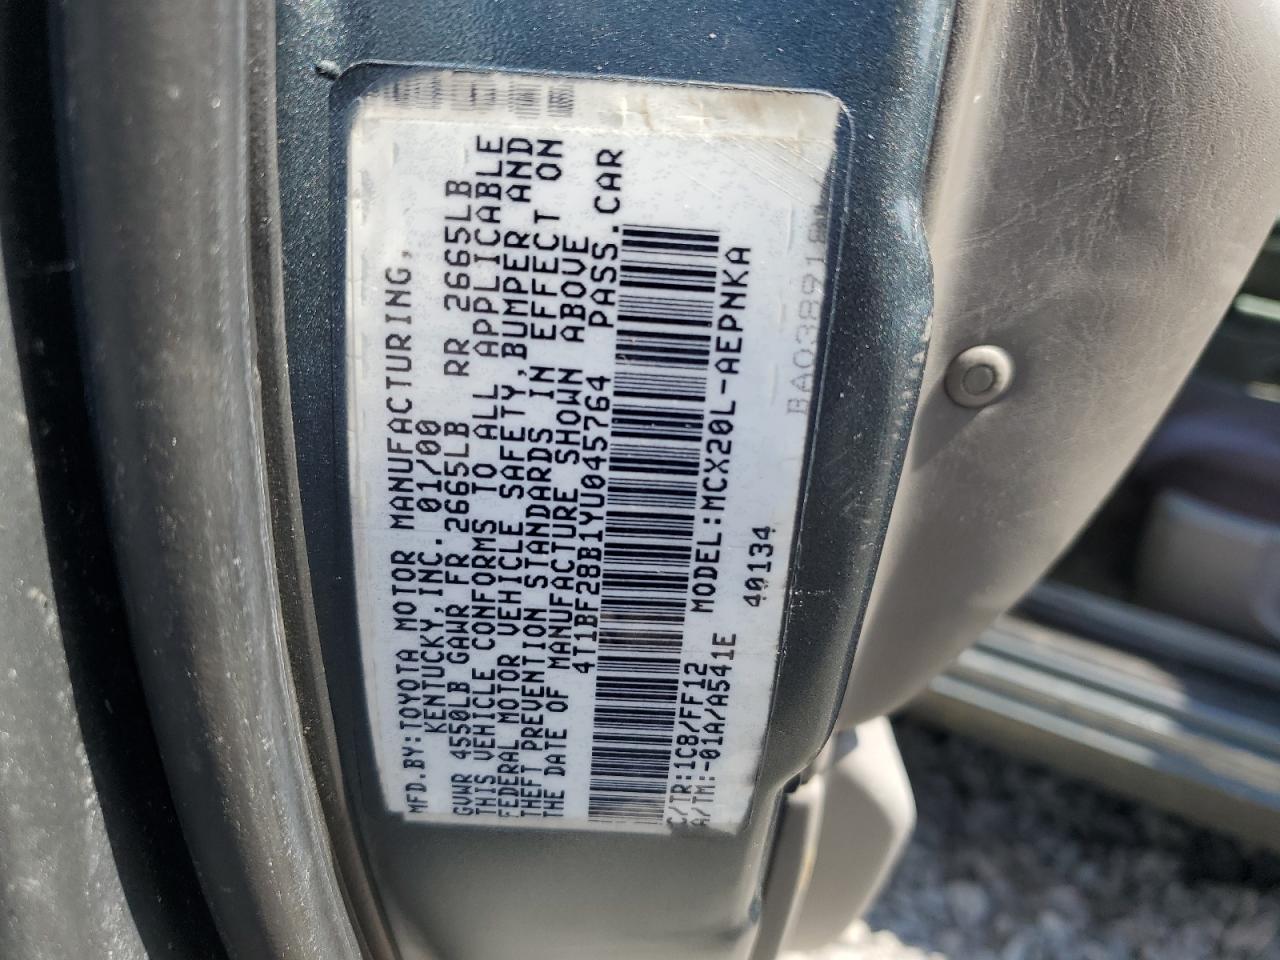 MFD.BY:TOYOTA MOTOR MANUFACTURING,
KENTUCKY,INC. 01/00
GVWR 4550LB GAWR FR 2665LB RR 2665LB
THIS VEHICLE CONFORMS TO ALL APPLICABLE
FEDERAL MOTOR VEHICLE SAFETY,BUMPER AND
THEFT PREVENTION STANDARDS IN EFFECT ON
THE DATE OF MANUFACTURE SHOWN ABOVE
4T1BF28B1YU045764 PASS.CAR
C/TR:1C8/FF12 MODEL:MCX20L-AEPNKA
A/TM:-01A/A541E 40134